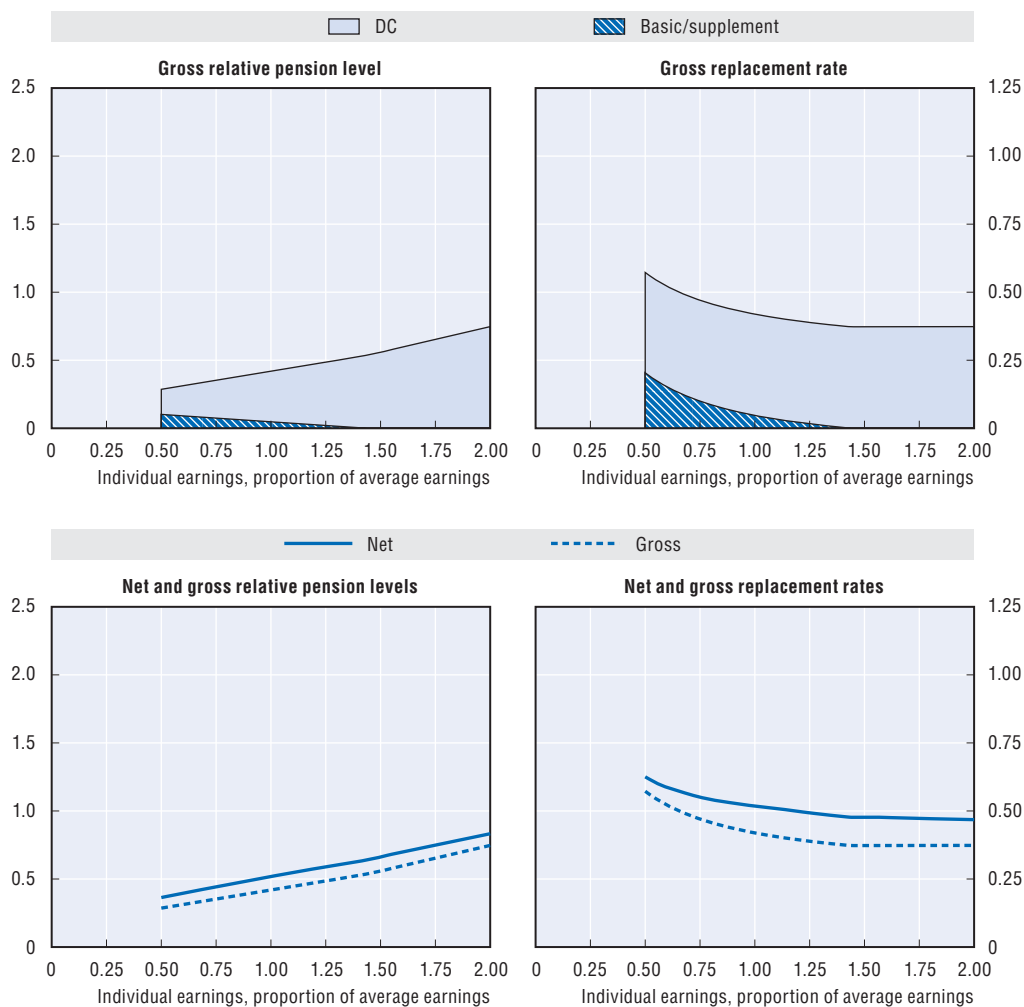 DC Basic/supplement
Gross relative pension level
2.5
2.0
1.5
1.0
0.5
0
0 0.25 0.50 0.75 1.00 1.25 1.50 1.75 2.00
Individual earnings, proportion of average earnings
Gross replacement rate
1.25
1.00
0.75
0.50
0.25
0
0 0.25 0.50 0.75 1.00 1.25 1.50 1.75 2.00
Individual earnings, proportion of average earnings
Net Gross
Net and gross relative pension levels
2.5
2.0
1.5
1.0
0.5
0
0 0.25 0.50 0.75 1.00 1.25 1.50 1.75 2.00
Individual earnings, proportion of average earnings
Net and gross replacement rates
1.25
1.00
0.75
0.50
0.25
0
0 0.25 0.50 0.75 1.00 1.25 1.50 1.75 2.00
Individual earnings, proportion of average earnings